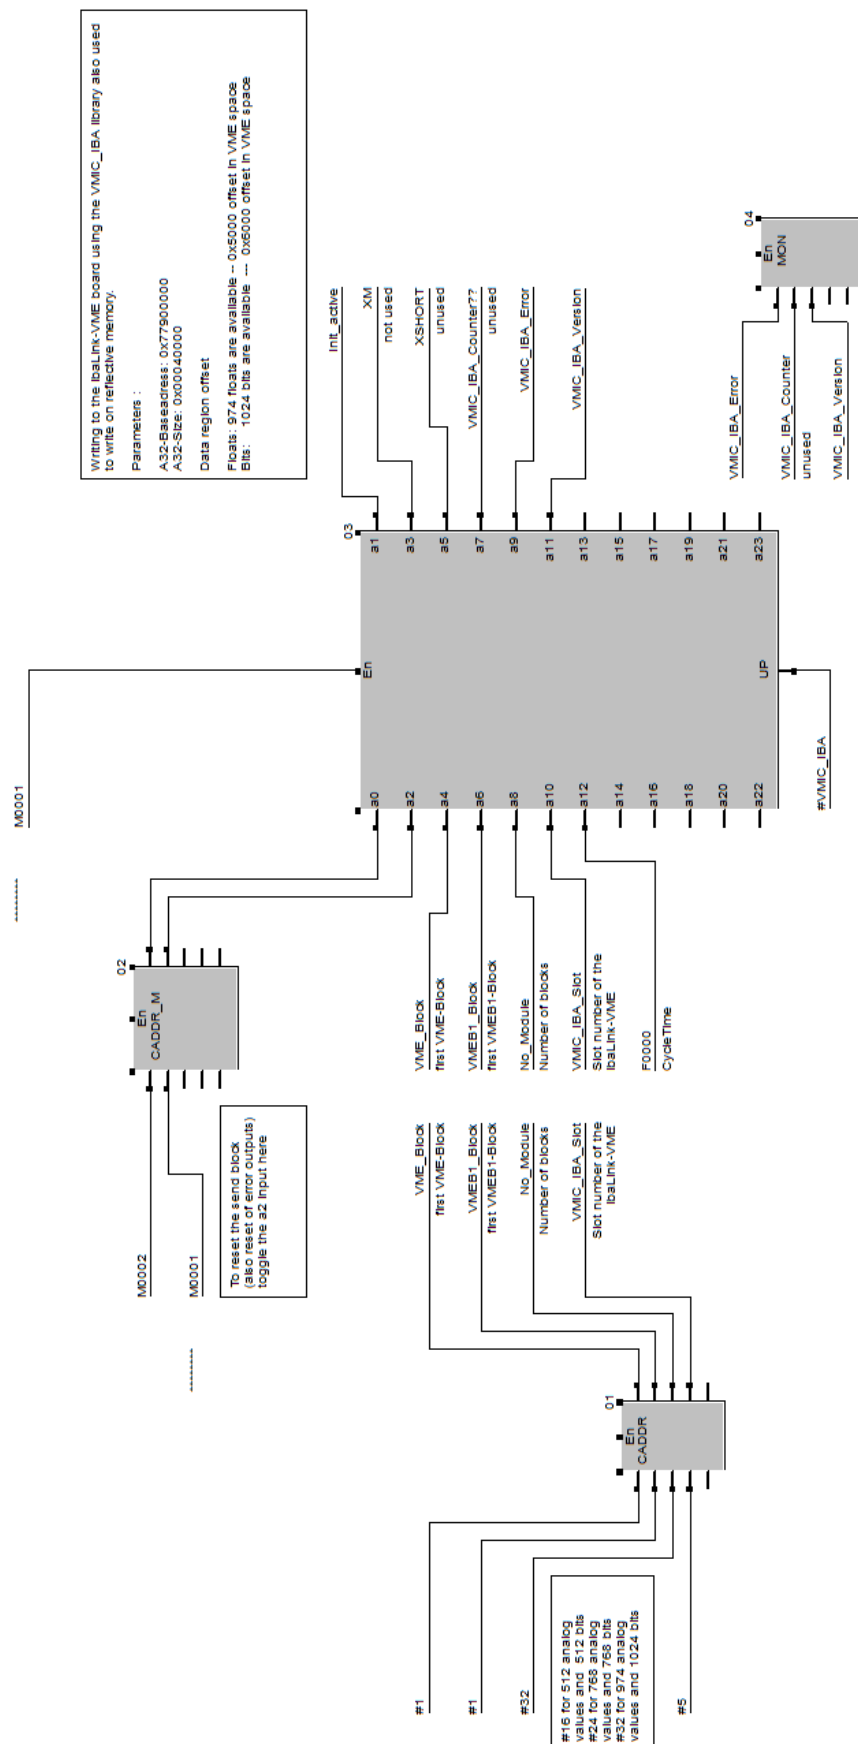 Writing to the ibaLink-VME board using the VMIC_IBA library also used
to write on reflective memory.
Parameters :
A32-Baseadress: 0x77900000
A32-Size: 0x00040000
Data region offset
Floats: 974 floats are available -- 0x5000 offset in VME space
Bits: 1024 bits are available --- 0x6000 offset in VME space
M0001
--------
M0002
M0001
--------
02
En
CADDR_M
To reset the send block
(also reset of error outputs)
toggle the a2 input here
03
En
a0
a1
a2
a3
a4
a5
a6
a7
a8
a9
a10
a11
a12
a13
a14
a15
a16
a17
a18
a19
a20
a21
a22
a23
UP
#VMIC_IBA
Init_active
XM
not used
XSHORT
unused
VMIC_IBA_Counter??
unused
VMIC_IBA_Error
VMIC_IBA_Version
VME_Block
first VME-Block
VMEB1_Block
first VMEB1-Block
No_Module
Number of blocks
VMIC_IBA_Slot
Slot number of the
ibaLink-VME
F0000
CycleTime
VME_Block
first VME-Block
VMEB1_Block
first VMEB1-Block
No_Module
Number of blocks
VMIC_IBA_Slot
Slot number of the
ibaLink-VME
01
En
CADDR
#1
#1
#32
#16 for 512 analog
values and 512 bits
#24 for 768 analog
values and 768 bits
#32 for 974 analog
values and 1024 bits
#5
04
En
MON
VMIC_IBA_Error
VMIC_IBA_Counter
unused
VMIC_IBA_Version